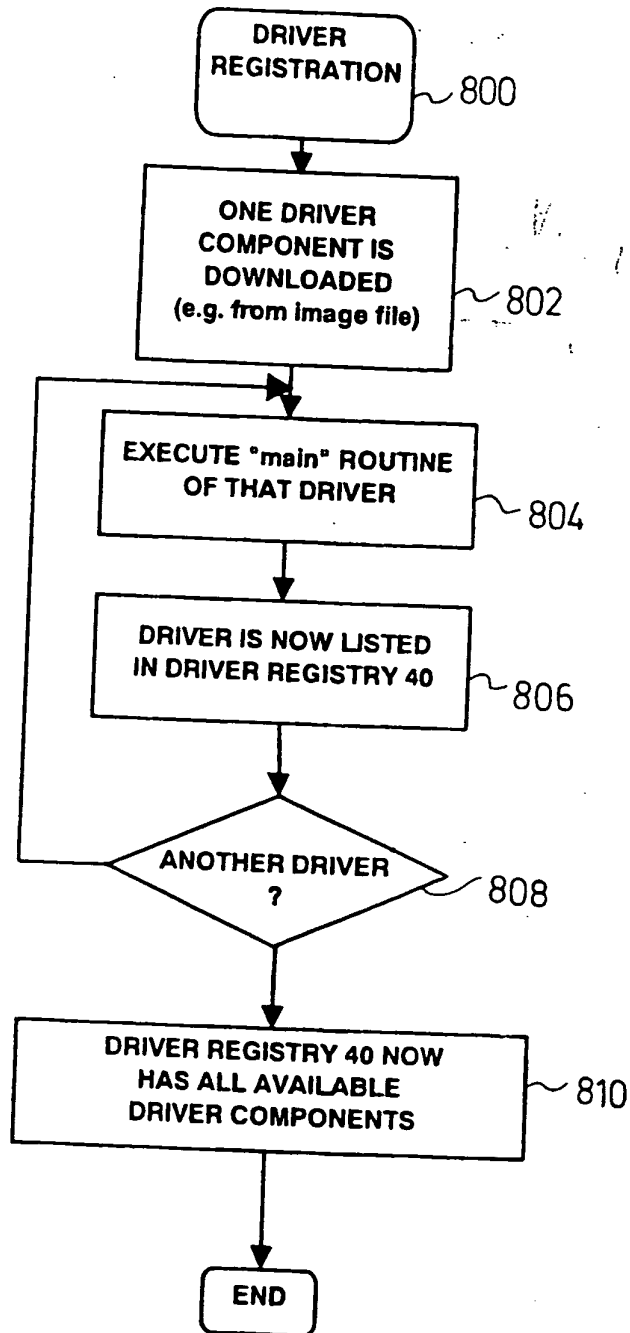 DRIVER
REGISTRATION
800
ONE DRIVER
COMPONENT IS
DOWNLOADED
(e.g. from image file)
802
EXECUTE "main" ROUTINE
OF THAT DRIVER
804
DRIVER IS NOW LISTED
IN DRIVER REGISTRY 40
806
ANOTHER DRIVER
?
808
DRIVER REGISTRY 40 NOW
HAS ALL AVAILABLE
DRIVER COMPONENTS
810
END